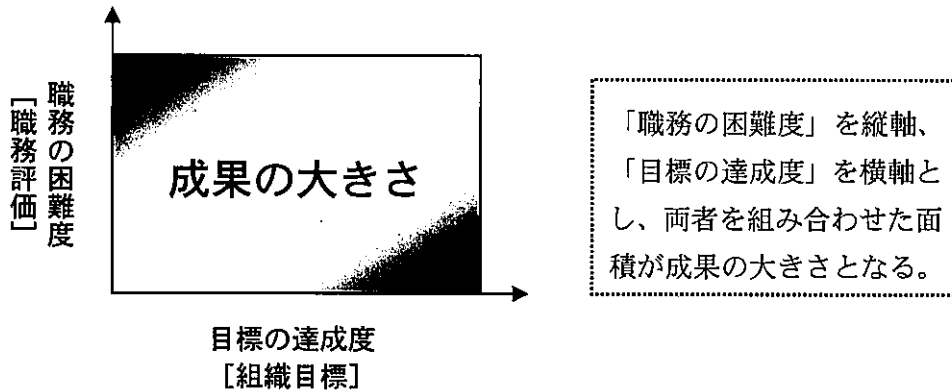 職務の困難度
［職務評価］
成果の大きさ
目標の達成度
［組織目標］
「職務の困難度」を縦軸、
「目標の達成度」を横軸と
し、両者を組み合わせた面
積が成果の大きさとなる。